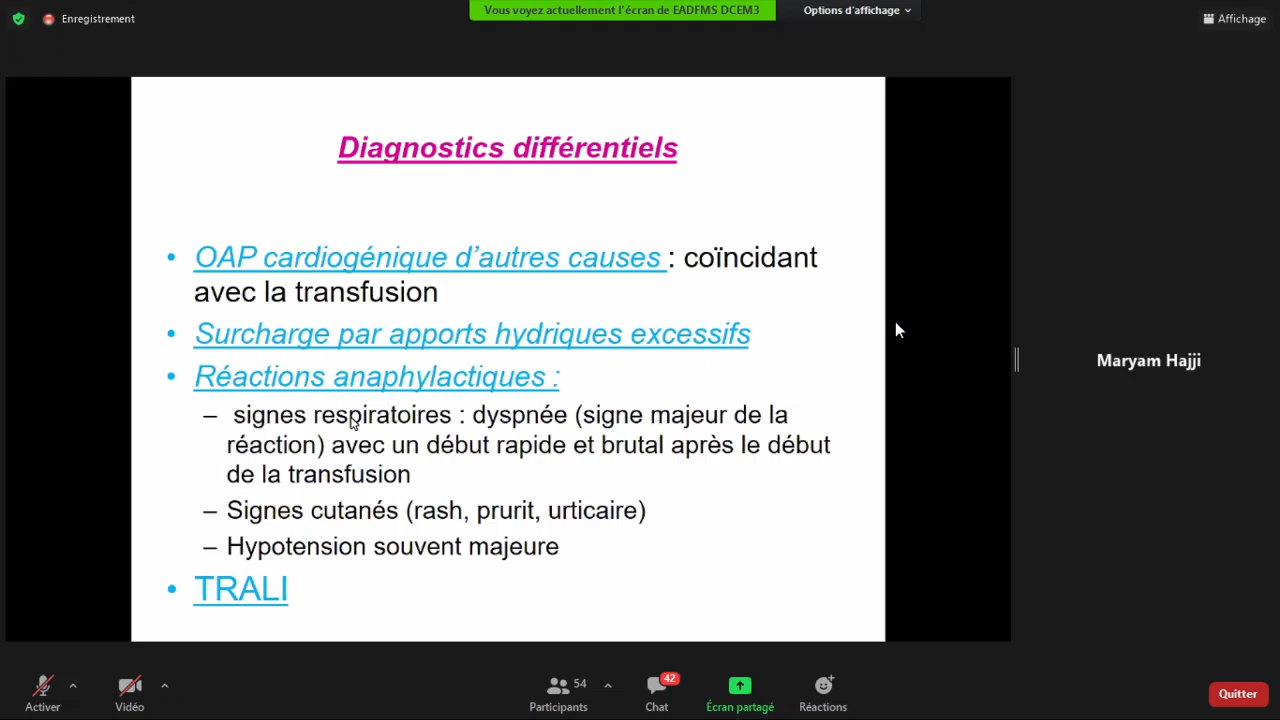 Enregistrement
Vous voyez actuellement l'écran de EADFMS DCEM3
Options d'affichage
Affichage
Diagnostics différentiels
• OAP cardiogénique d'autres causes : coïncidant
avec la transfusion
• Surcharge par apports hydriques excessifs
• Réactions anaphylactiques :
– signes respiratoires : dyspnée (signe majeur de la
réaction) avec un début rapide et brutal après le début
de la transfusion
– Signes cutanés (rash, prurit, urticaire)
– Hypotension souvent majeure
• TRALI
Maryam Hajji
Activer
Vidéo
54
Participants
42
Chat
Écran partagé
Réactions
Quitter